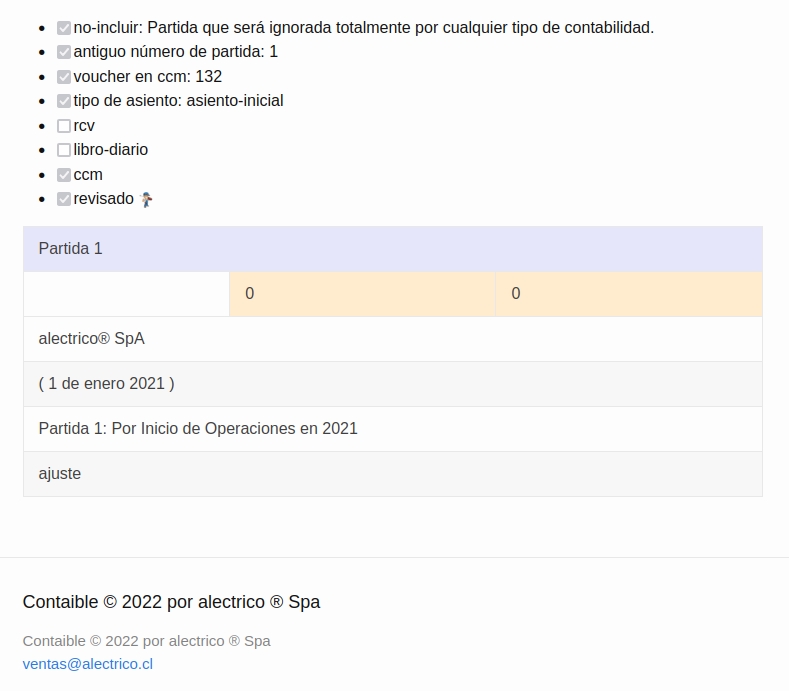 no-incluir: Partida que será ignorada totalmente por cualquier tipo de contabilidad.
antiguo número de partida: 1
voucher en ccm: 132
tipo de asiento: asiento-inicial
rcv
libro-diario
ccm
revisado
Partida 1
0 0
alectrico® SpA
( 1 de enero 2021 )
Partida 1: Por Inicio de Operaciones en 2021
ajuste
Contaible © 2022 por alectrico ® Spa
Contaible © 2022 por alectrico ® Spa
ventas@alectrico.cl